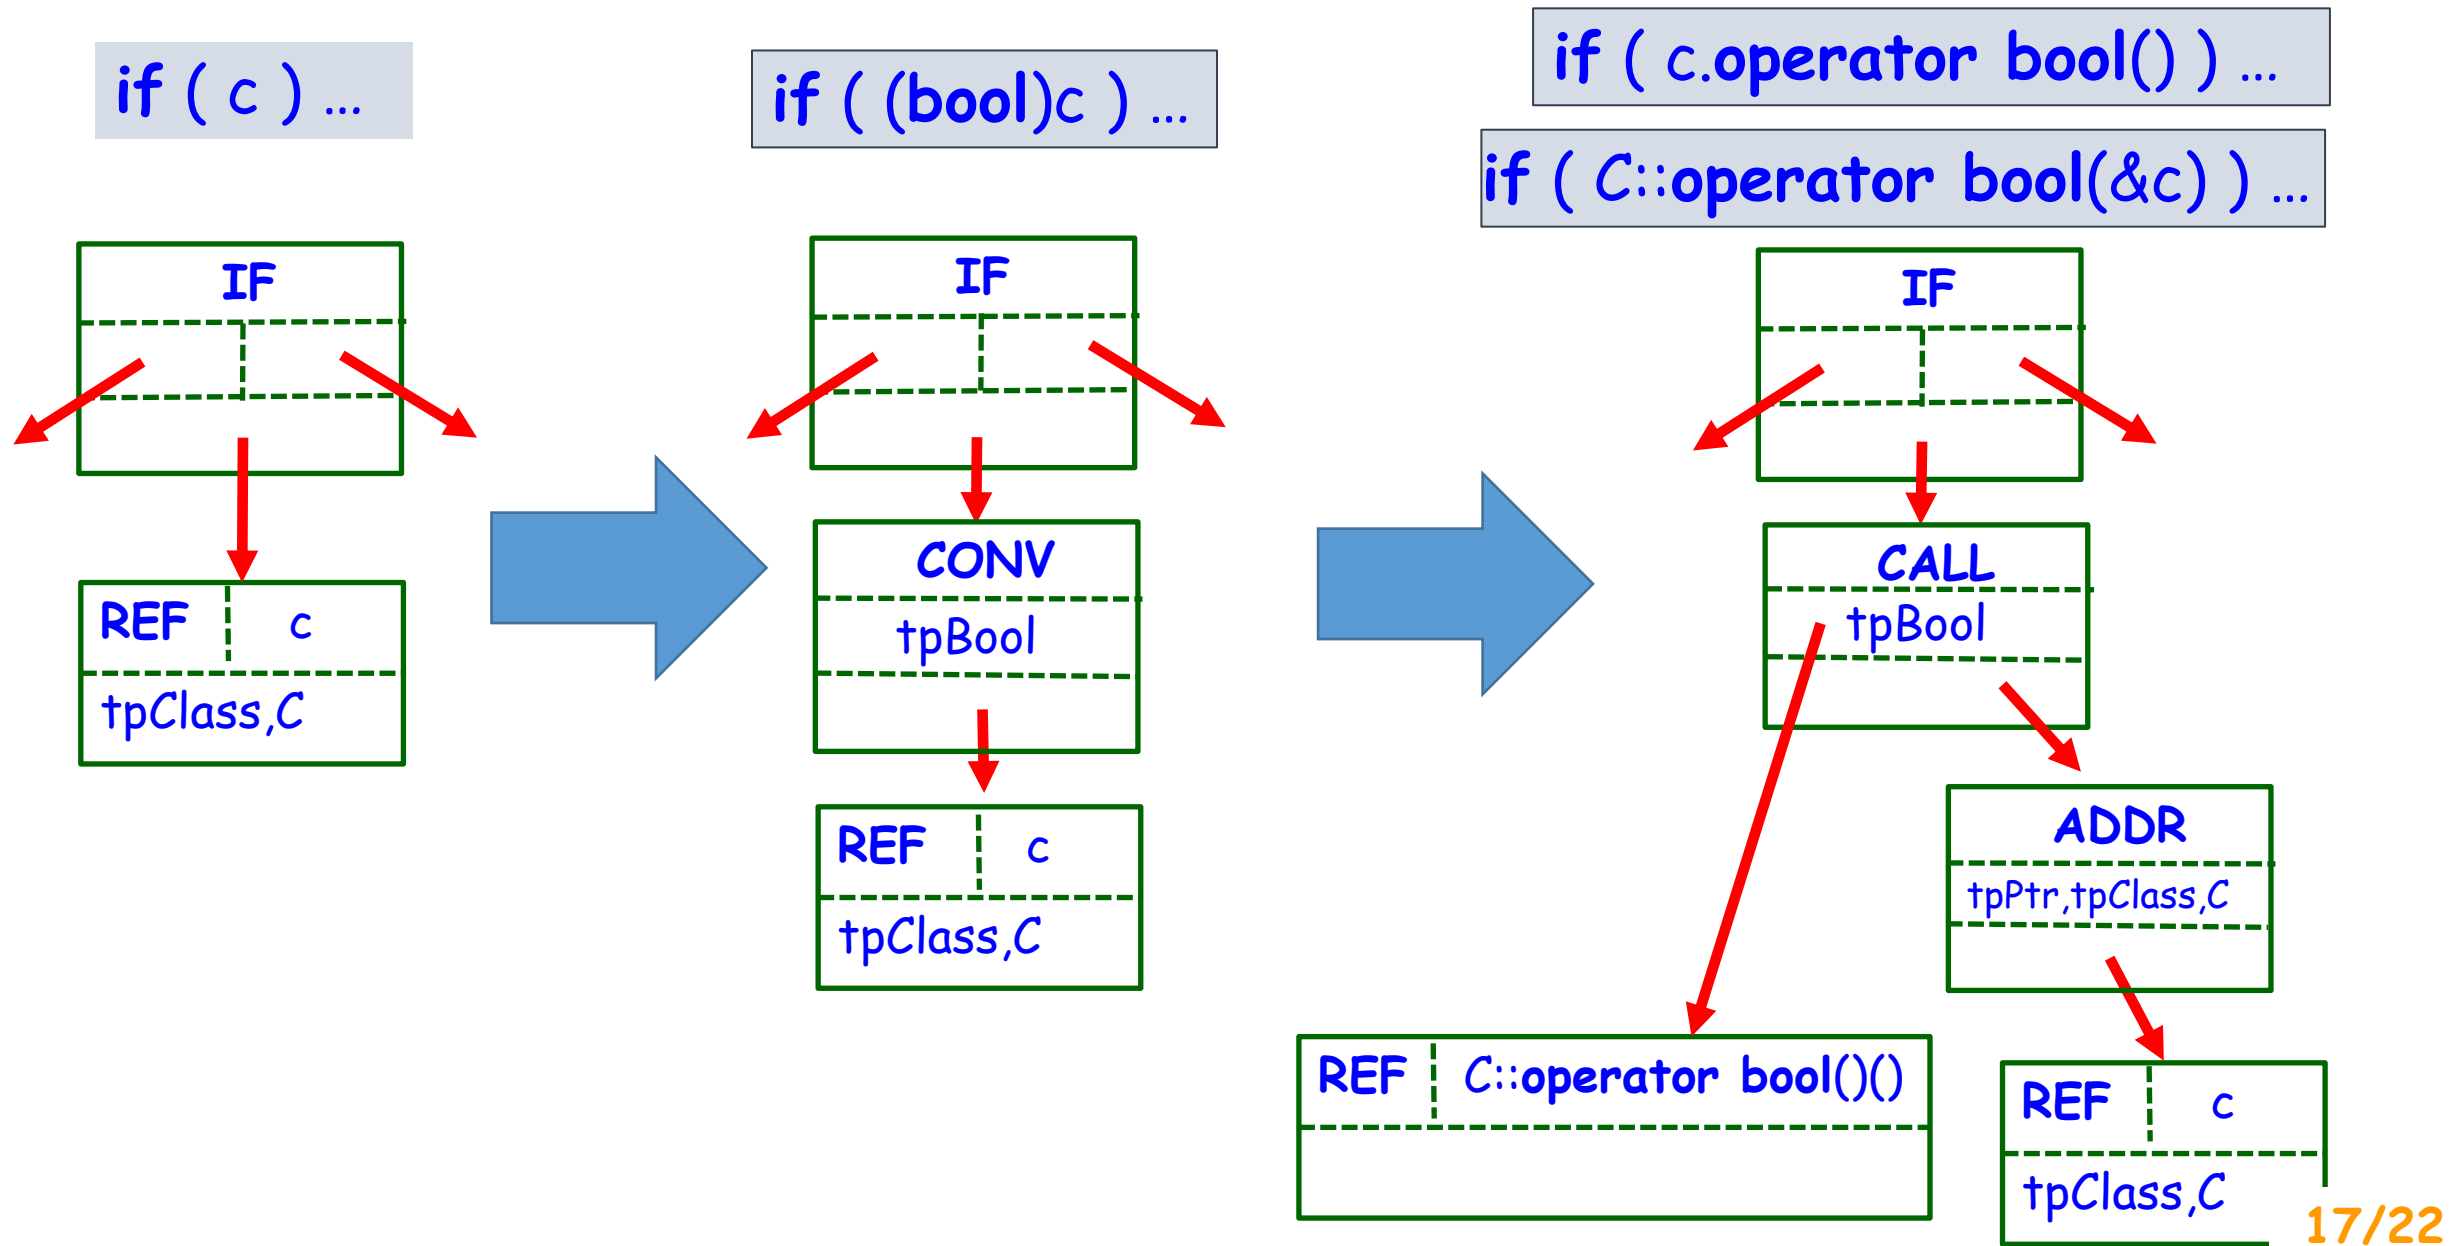 if ( c ) …
IF
REF c
tpClass,C
if ( (bool)c ) …
IF
CONV
tpBool
REF c
tpClass,C
if ( c.operator bool() ) …
if ( C::operator bool(&c) ) …
IF
CALL
tpBool
ADDR
tpPtr,tpClass,C
REF C::operator bool()()
REF c
tpClass,C
17/22